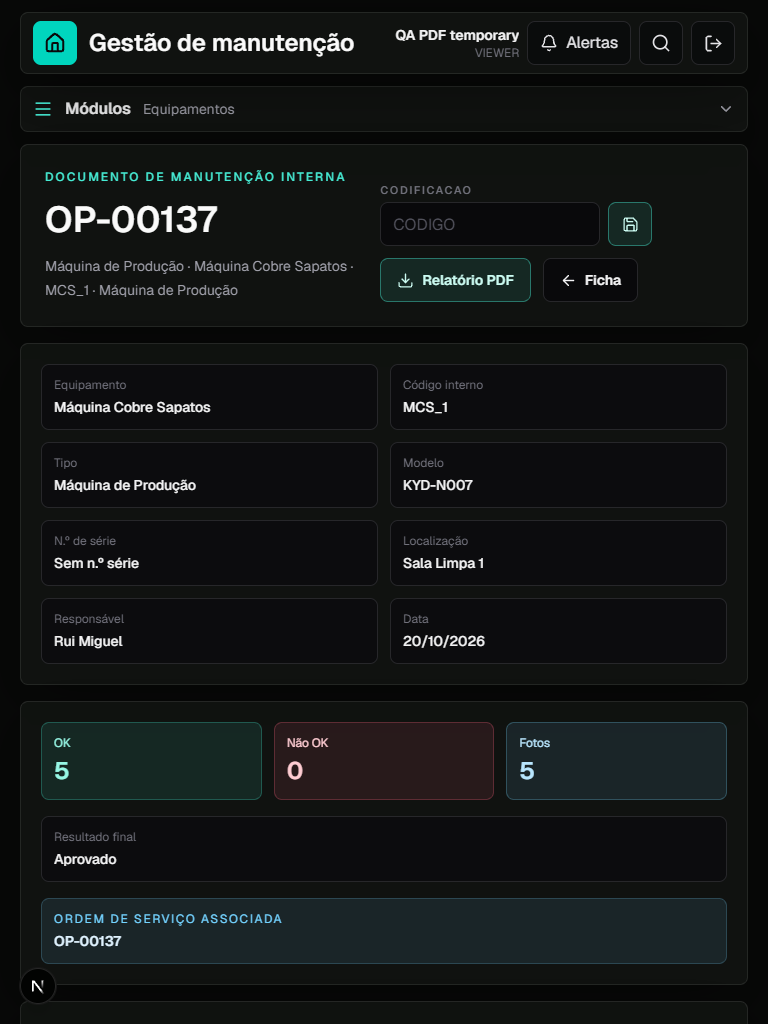 Gestão de manutenção
QA PDF temporary
VIEWER
Alertas
Módulos Equipamentos
DOCUMENTO DE MANUTENÇÃO INTERNA
OP-00137
Máquina de Produção · Máquina Cobre Sapatos ·
MCS_1 · Máquina de Produção
CODIFICACAO
CODIGO
Relatório PDF
Ficha
Equipamento
Máquina Cobre Sapatos
Código interno
MCS_1
Tipo
Máquina de Produção
Modelo
KYD-N007
N.º de série
Sem n.º série
Localização
Sala Limpa 1
Responsável
Rui Miguel
Data
20/10/2026
OK
5
Não OK
0
Fotos
5
Resultado final
Aprovado
ORDEM DE SERVIÇO ASSOCIADA
OP-00137
N